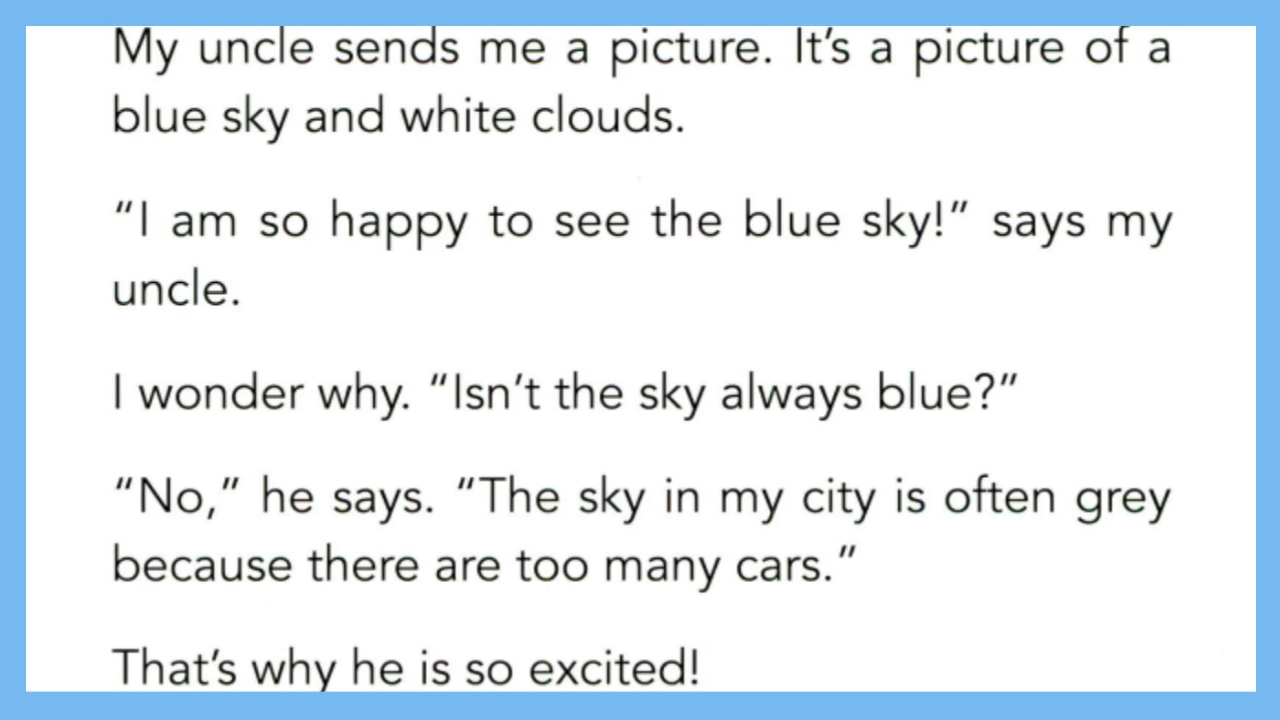 My uncle sends me a picture. It’s a picture of a
blue sky and white clouds.
“I am so happy to see the blue sky!” says my
uncle.
I wonder why. “Isn’t the sky always blue?”
“No,” he says. “The sky in my city is often grey
because there are too many cars.”
That’s why he is so excited!